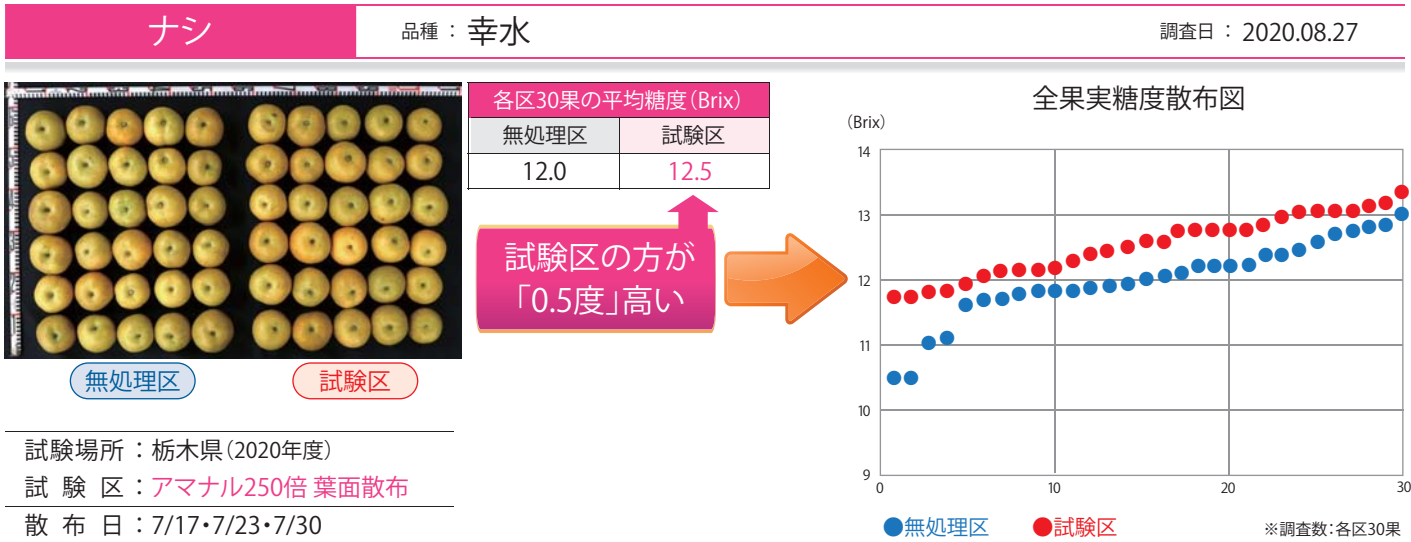 ナシ
品種：幸水
調査日：2020.08.27
各区30果の平均糖度（Brix）
無処理区 試験区
12.0 12.5
試験区の方が
「0.5度」高い
無処理区 試験区
試験場所：栃木県（2020年度）
試験区：アマナル250倍 葉面散布
散布日：7/17・7/23・7/30
全果実糖度散布図
（Brix）
14
13
12
11
10
9
0 10 20 30
無処理区 試験区
※調査数：各区30果